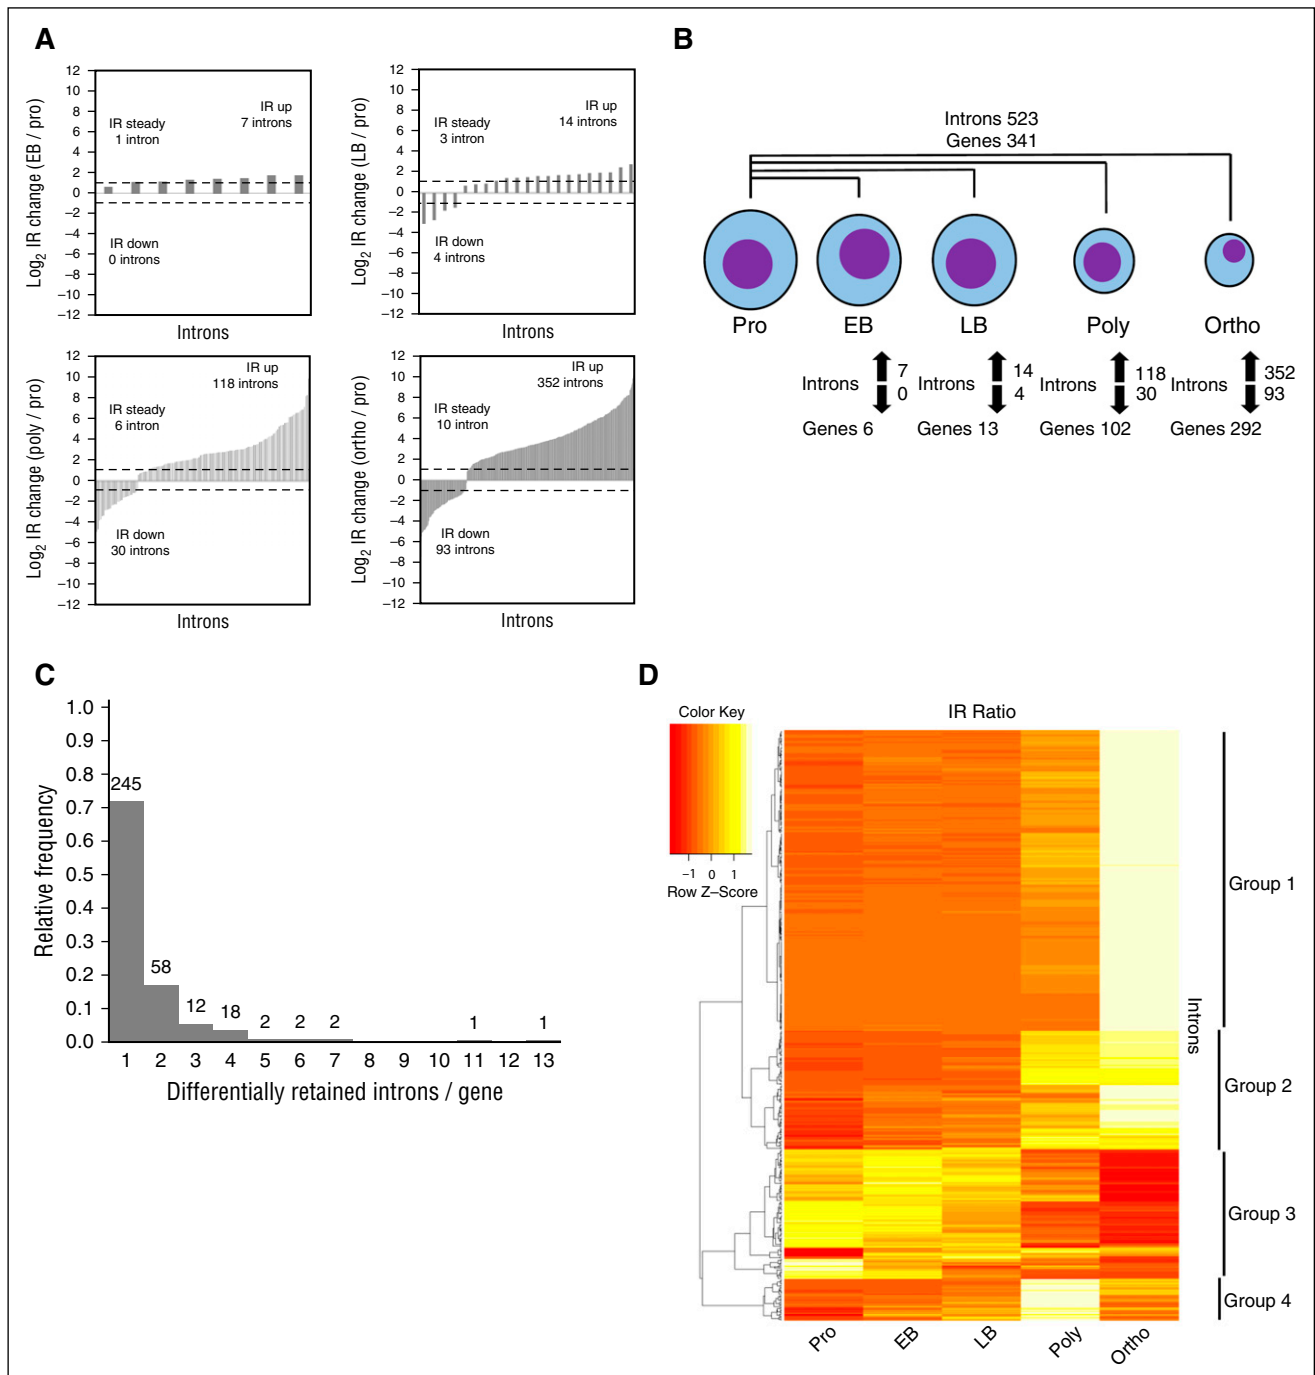 A
12
10
8
6
4
2
0
−2
−4
−6
−8
−10
−12
Log2 IR change (EB / pro)
IR steady
1 intron
IR up
7 introns
IR down
0 introns
Introns
12
10
8
6
4
2
0
−2
−4
−6
−8
−10
−12
Log2 IR change (LB / pro)
IR steady
3 intron
IR up
14 introns
IR down
4 introns
Introns
12
10
8
6
4
2
0
−2
−4
−6
−8
−10
−12
Log2 IR change (poly / pro)
IR up
118 introns
IR steady
6 intron
IR down
30 introns
Introns
12
10
8
6
4
2
0
−2
−4
−6
−8
−10
−12
Log2 IR change (ortho / pro)
IR up
352 introns
IR steady
10 intron
IR down
93 introns
Introns
B
Introns 523
Genes 341
Pro EB LB Poly Ortho
Introns 7 0
Introns 14 4
Introns 118 30
Introns 352 93
Genes 6 Genes 13 Genes 102 Genes 292
C
1.0
0.9
0.8
0.7
0.6
0.5
0.4
0.3
0.2
0.1
0.0
Relative frequency
245 58 12 18 2 2 2 1 1
1 2 3 4 5 6 7 8 9 10 11 12 13
Differentially retained introns / gene
D
Color Key
−1 0 1
Row Z−Score
IR Ratio
Group 1
Introns
Group 2
Group 3
Group 4
Pro EB LB Poly Ortho